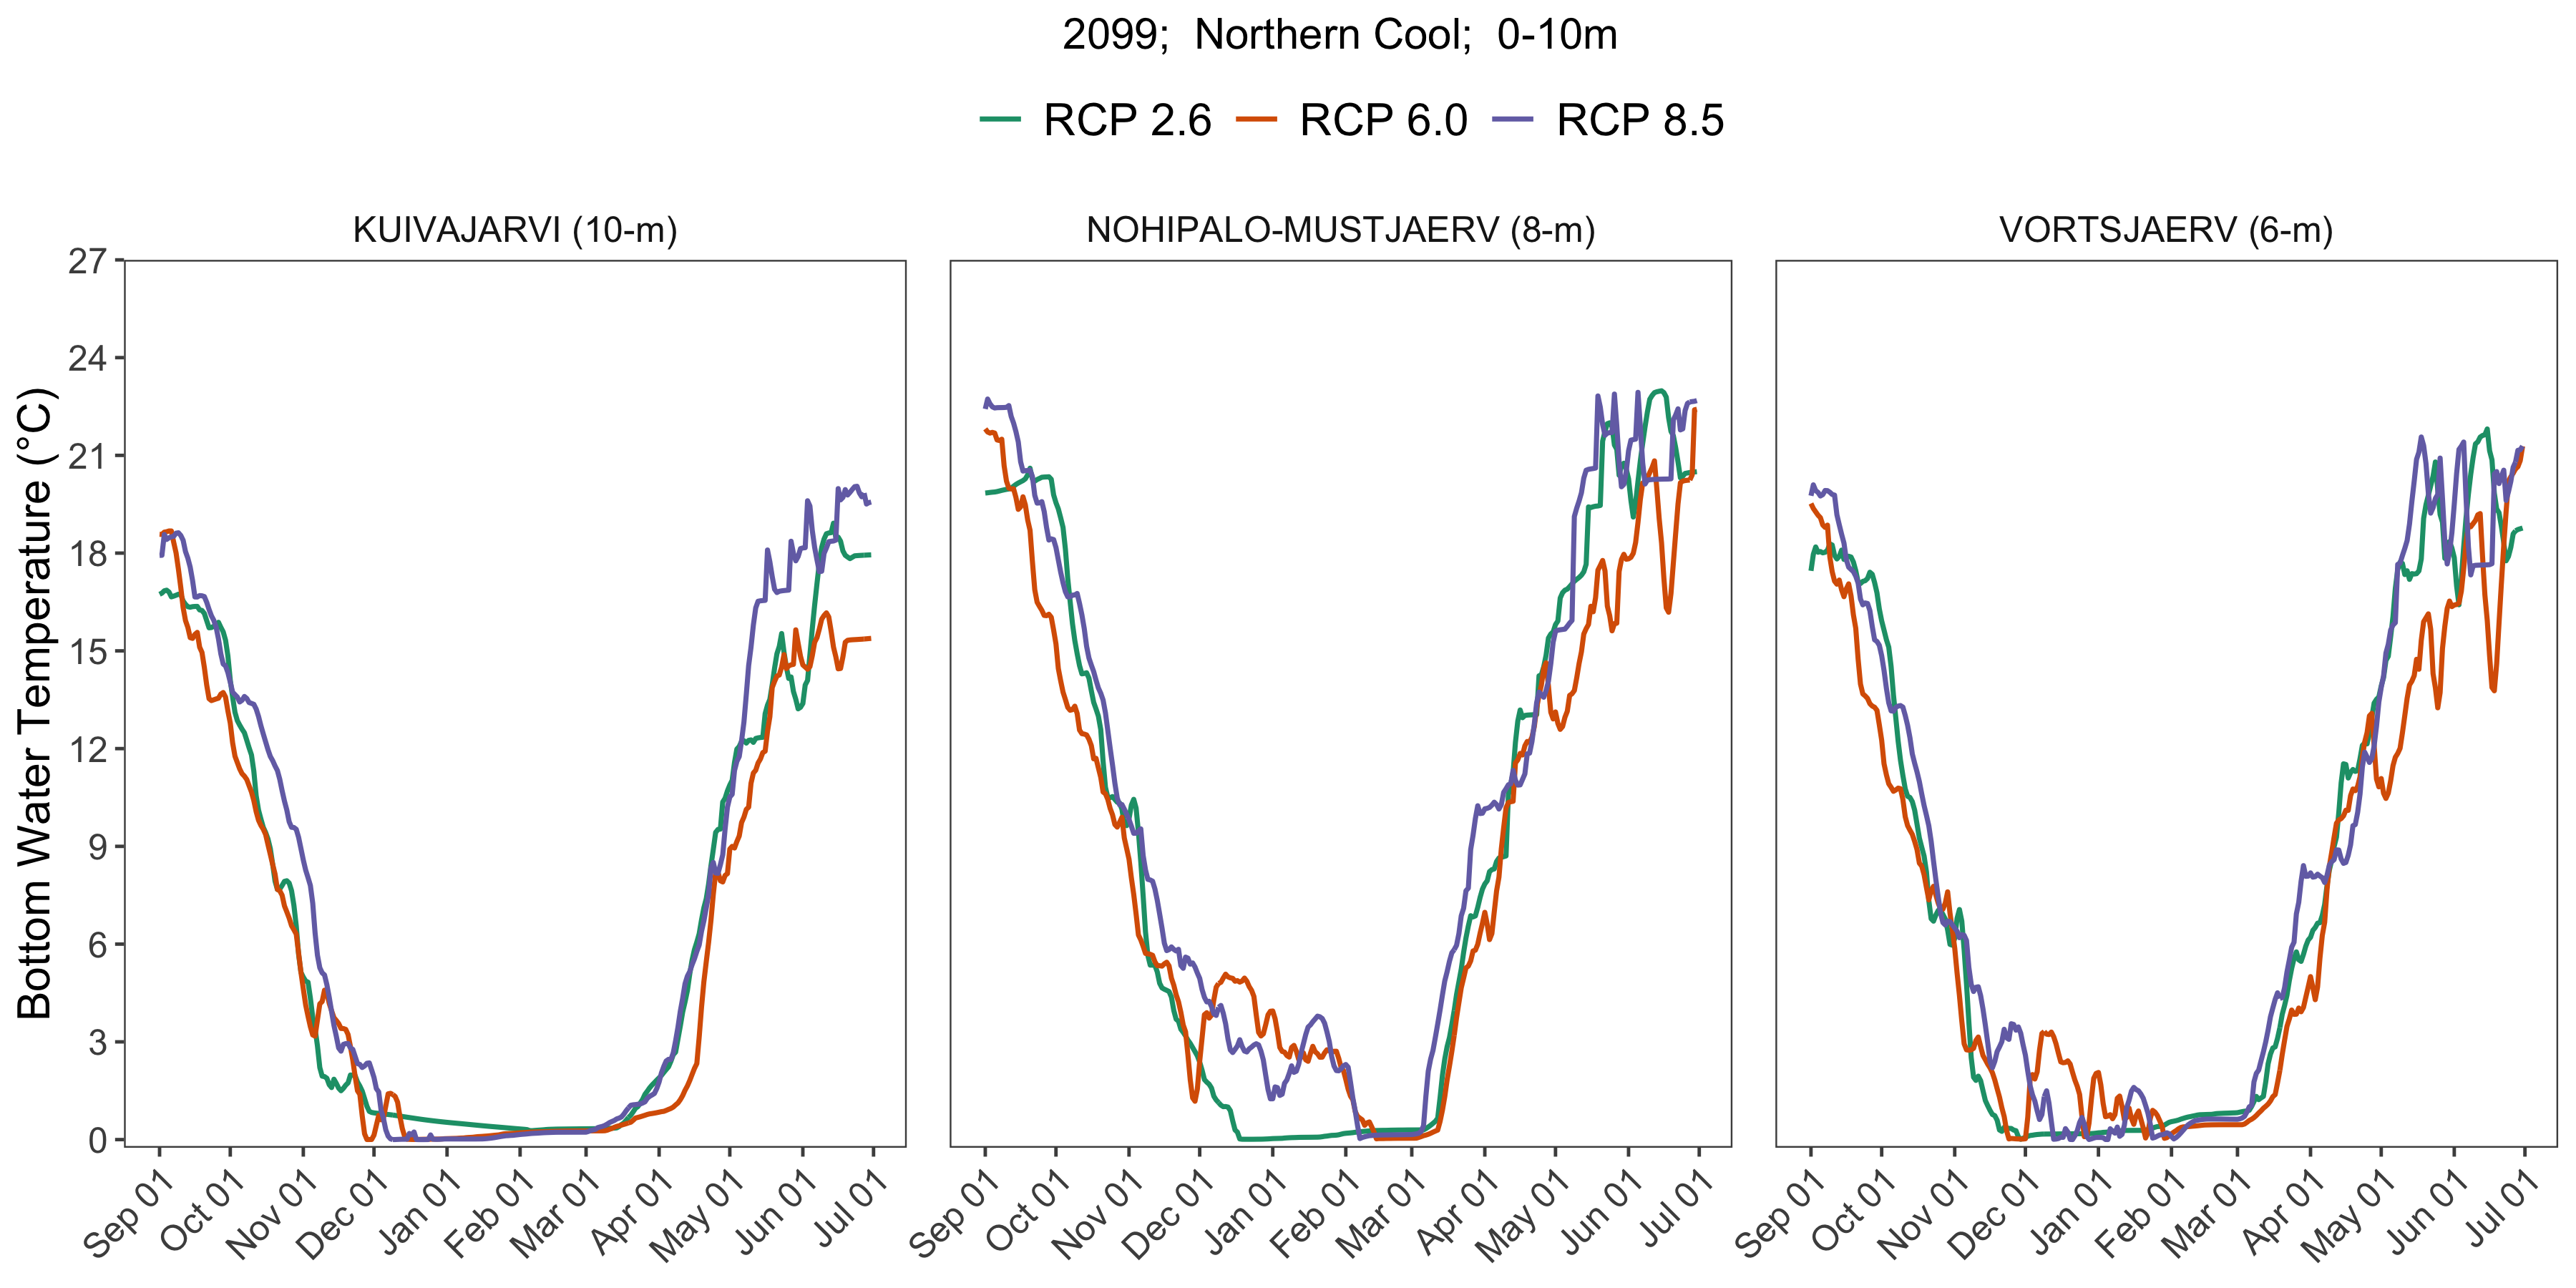 2099;  Northern Cool;  0-10m
RCP 2.6 RCP 6.0 RCP 8.5
KUIVAJARVI (10-m)
NOHIPALO-MUSTJAERV (8-m)
VORTSJAERV (6-m)
Bottom Water Temperature (°C)
27
24
21
18
15
12
9
6
3
0
Sep 01 Oct 01 Nov 01 Dec 01 Jan 01 Feb 01 Mar 01 Apr 01 May 01 Jun 01 Jul 01
Sep 01 Oct 01 Nov 01 Dec 01 Jan 01 Feb 01 Mar 01 Apr 01 May 01 Jun 01 Jul 01
Sep 01 Oct 01 Nov 01 Dec 01 Jan 01 Feb 01 Mar 01 Apr 01 May 01 Jun 01 Jul 01